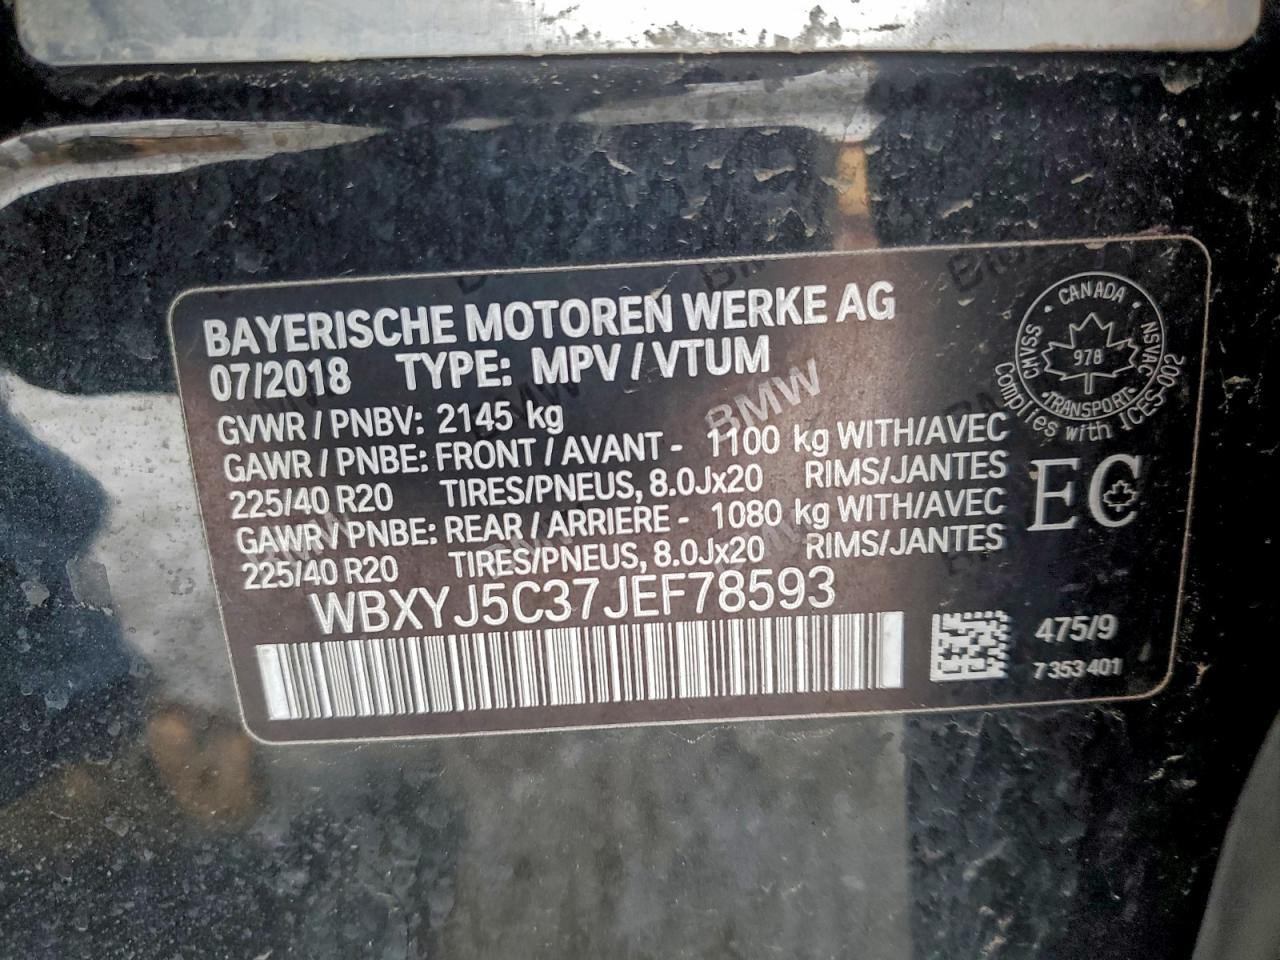 BAYERISCHE MOTOREN WERKE AG
07/2018 TYPE: MPV / VTUM
GVWR / PNBV: 2145 kg
GAWR / PNBE: FRONT / AVANT - 1100 kg WITH/AVEC
225/40 R20 TIRES/PNEUS, 8.0Jx20 RIMS/JANTES
GAWR / PNBE: REAR / ARRIERE - 1080 kg WITH/AVEC
225/40 R20 TIRES/PNEUS, 8.0Jx20 RIMS/JANTES
WBXYJ5C37JEF78593
CANADA
CMVSS
NSVAC
978
TRANSPORT
Complies with ICES-002
EC
475/9
7 353 401
BMW